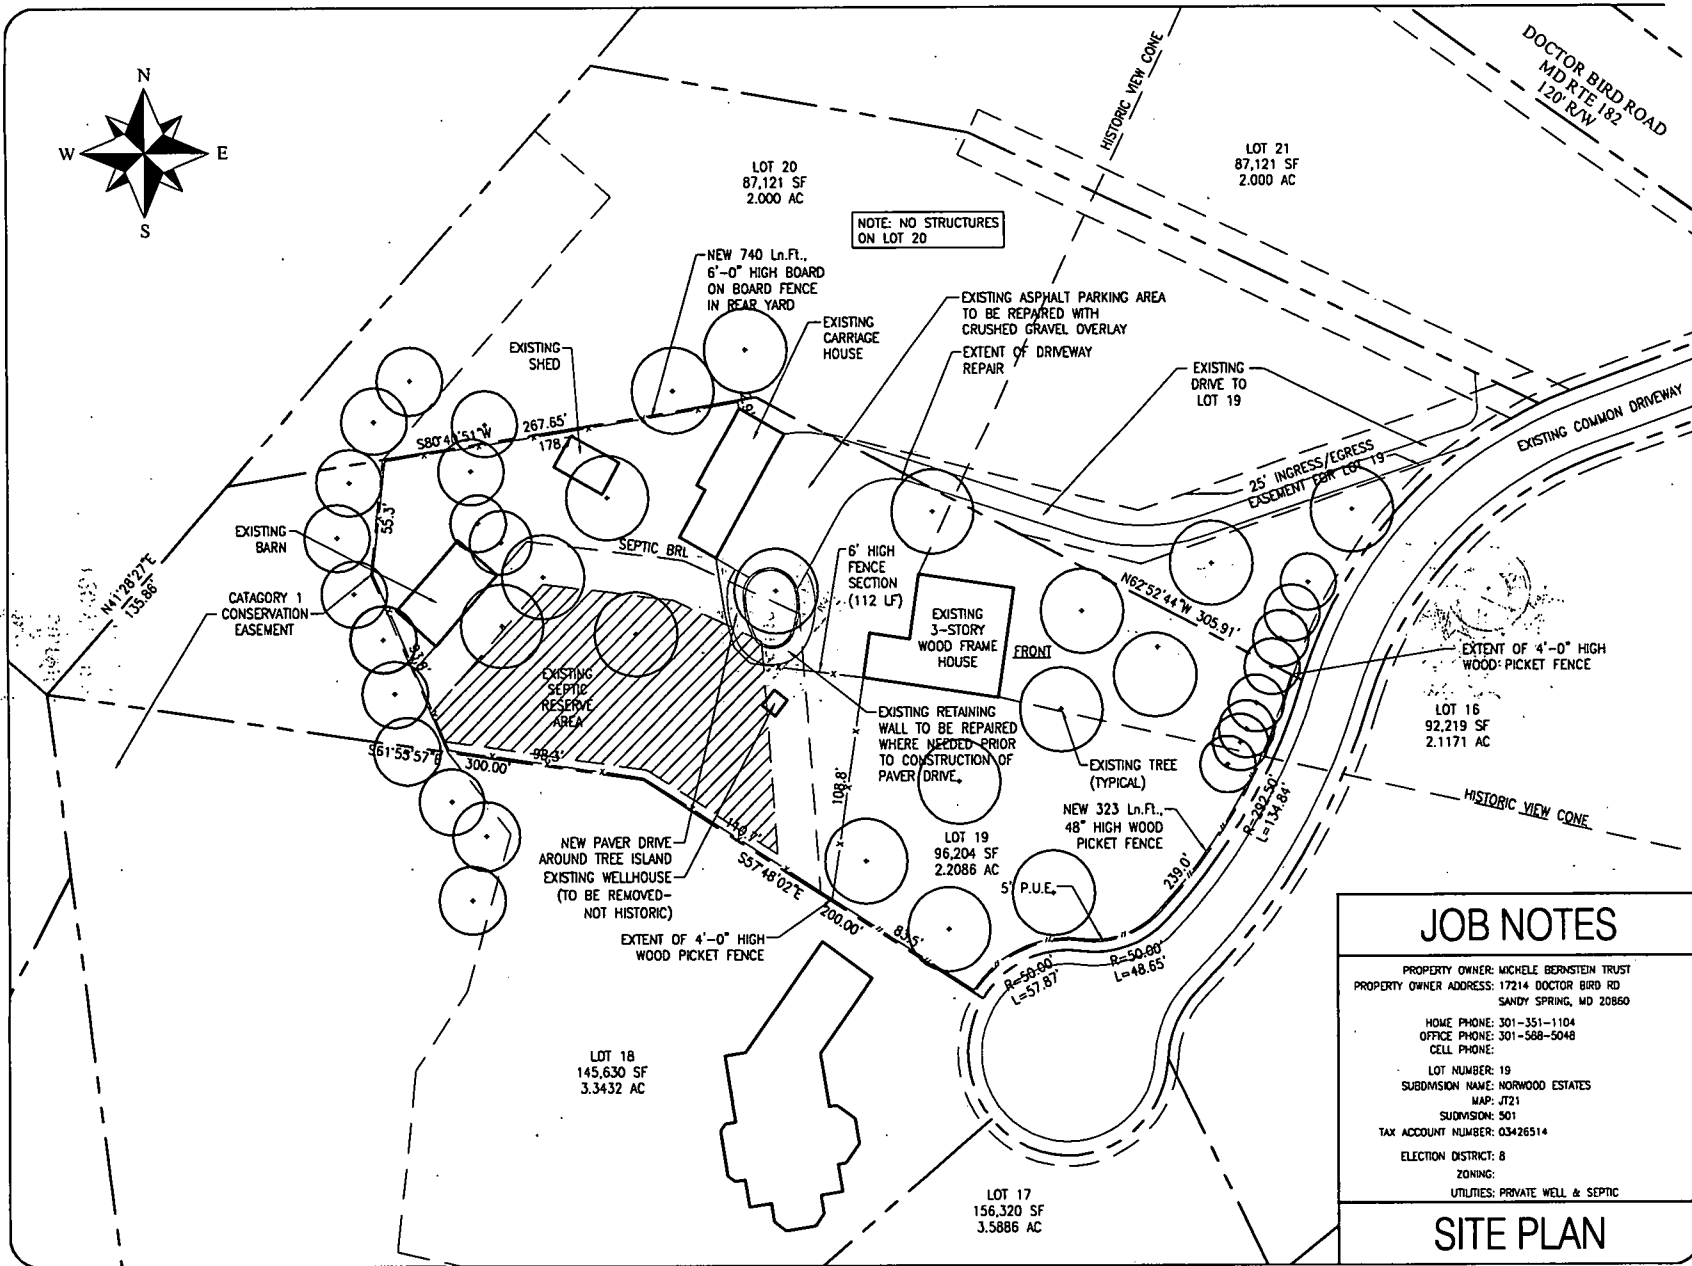 N
W
E
S
DOCTOR BIRD ROAD
MD RTE 182
120' R/W
HISTORIC VIEW CONE
LOT 20
87,121 SF
2.000 AC
LOT 21
87,121 SF
2.000 AC
NOTE: NO STRUCTURES
ON LOT 20
NEW 740 Ln.Ft.,
6'-0" HIGH BOARD
ON BOARD FENCE
IN REAR YARD
EXISTING
CARRIAGE
HOUSE
EXISTING
SHED
EXISTING ASPHALT PARKING AREA
TO BE REPAIRED WITH
CRUSHED GRAVEL OVERLAY
EXTENT OF DRIVEWAY
REPAIR
EXISTING
DRIVE TO
LOT 19
EXISTING COMMON DRIVEWAY
25' INGRESS/EGRESS
EASEMENT FOR LOT 19
S80°40'51"W
267.65'
178.
55.3'
EXISTING
BARN
SEPTIC BRL
6' HIGH
FENCE
SECTION
(112 LF)
N41°28'27"E
135.86'
CATAGORY 1
CONSERVATION
EASEMENT
93.8'
EXISTING
3-STORY
WOOD FRAME
HOUSE
FRONT
N62°52'44"W 305.91'
EXTENT OF 4'-0" HIGH
WOOD PICKET FENCE
EXISTING
SEPTIC
RESERVE
AREA
LOT 16
92,219 SF
2.1171 AC
EXISTING RETAINING
WALL TO BE REPAIRED
WHERE NEEDED PRIOR
TO CONSTRUCTION OF
PAVER DRIVE
S61°53'57"E
300.00'
98.3'
EXISTING TREE
(TYPICAL)
108.8'
HISTORIC VIEW CONE
R=292.50'
L=134.84'
NEW 323 Ln.Ft.,
48" HIGH WOOD
PICKET FENCE
110.7'
S57°48'02"E
200.00'
83.5'
NEW PAVER DRIVE
AROUND TREE ISLAND
EXISTING WELLHOUSE
(TO BE REMOVED-
NOT HISTORIC)
LOT 19
96,204 SF
2.2086 AC
239.0'
5' P.U.E.
EXTENT OF 4'-0" HIGH
WOOD PICKET FENCE
R=50.00'
L=57.87'
R=50.00'
L=48.65'
LOT 18
145,630 SF
3.3432 AC
LOT 17
156,320 SF
3.5886 AC
JOB NOTES
PROPERTY OWNER: MICHELE BERNSTEIN TRUST
PROPERTY OWNER ADDRESS: 17214 DOCTOR BIRD RD
SANDY SPRING, MD 20860
HOME PHONE: 301-351-1104
OFFICE PHONE: 301-588-5048
CELL PHONE:
LOT NUMBER: 19
SUBDIVISION NAME: NORWOOD ESTATES
MAP: JT21
SUDIVISION: 501
TAX ACCOUNT NUMBER: 03426514
ELECTION DISTRICT: 8
ZONING:
UTILITIES: PRIVATE WELL & SEPTIC
SITE PLAN